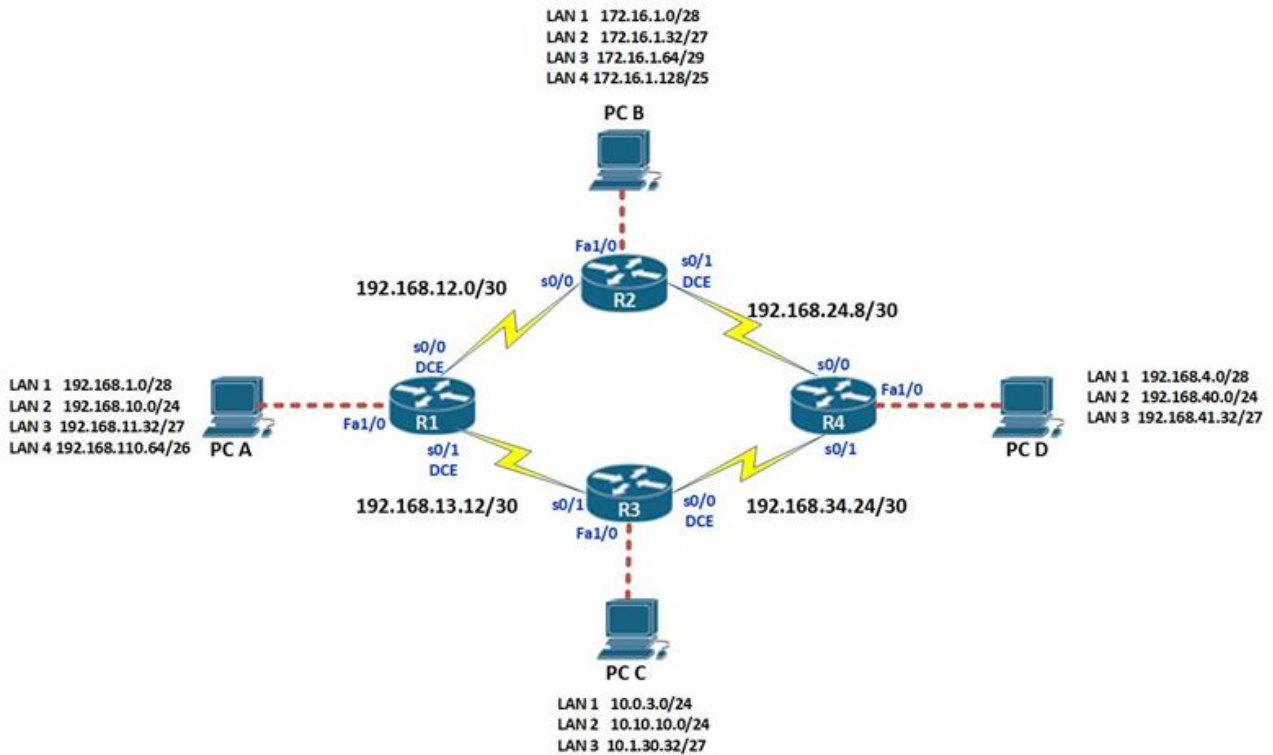 LAN 1 172.16.1.0/28
LAN 2 172.16.1.32/27
LAN 3 172.16.1.64/29
LAN 4 172.16.1.128/25
PC B
Fa1/0
s0/0
s0/1
DCE
R2
192.168.12.0/30
192.168.24.8/30
s0/0
DCE
s0/0
LAN 1 192.168.1.0/28
LAN 2 192.168.10.0/24
LAN 3 192.168.11.32/27
LAN 4 192.168.110.64/26
PC A
Fa1/0
R1
s0/1
DCE
R4
Fa1/0
s0/1
PC D
LAN 1 192.168.4.0/28
LAN 2 192.168.40.0/24
LAN 3 192.168.41.32/27
192.168.13.12/30
s0/1
R3
s0/0
DCE
192.168.34.24/30
Fa1/0
PC C
LAN 1 10.0.3.0/24
LAN 2 10.10.10.0/24
LAN 3 10.1.30.32/27